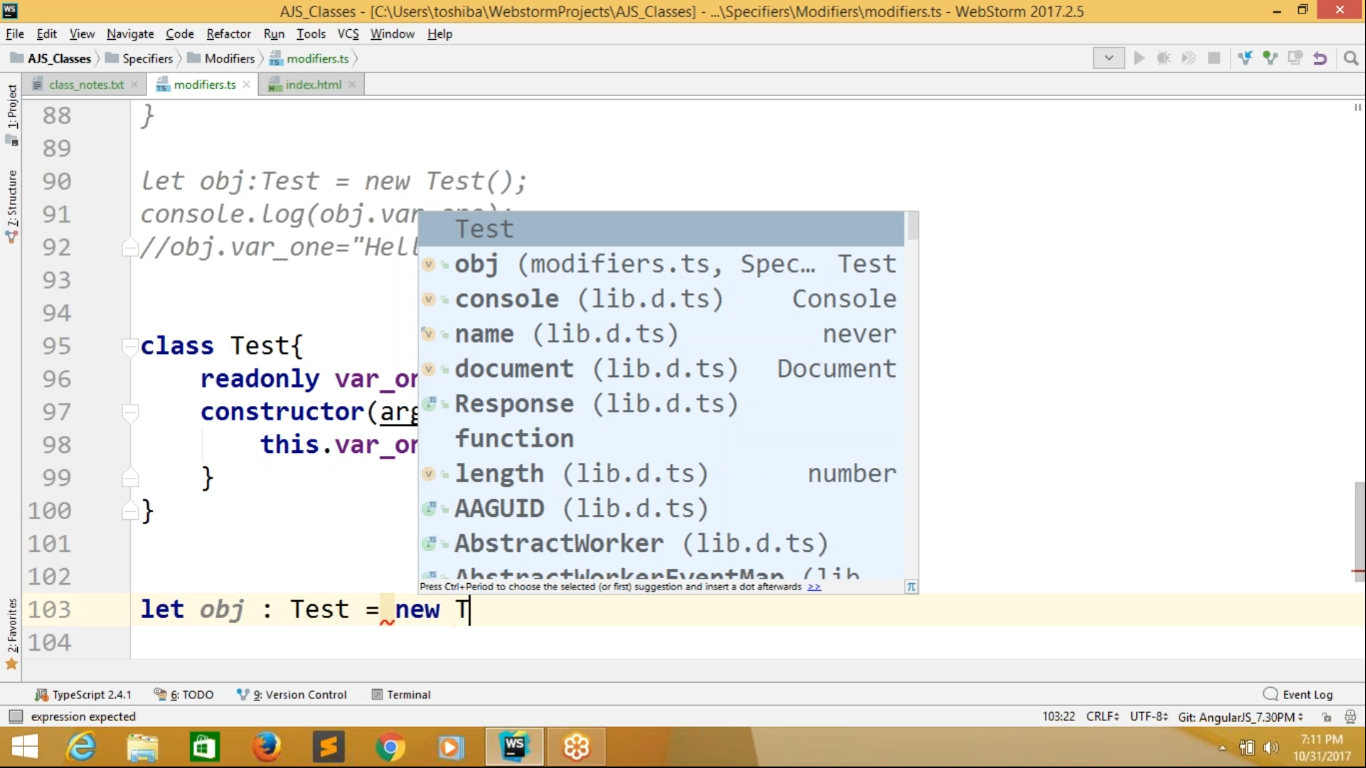 AJS_Classes - [C:\Users\toshiba\WebstormProjects\AJS_Classes] - ...\Specifiers\Modifiers\modifiers.ts - WebStorm 2017.2.5
File Edit View Navigate Code Refactor Run Tools VCS Window Help
AJS_Classes Specifiers Modifiers modifiers.ts
class_notes.txt modifiers.ts index.html
1: Project
Z: Structure
2: Favorites
88 }
89
90 let obj:Test = new Test();
91 console.log(obj.var_one);
92 //obj.var_one="Hell
93
94
95 class Test{
96 readonly var_on
97 constructor(arg
98 this.var_on
99 }
100 }
101
102
103 let obj : Test = new T
104
Test
obj (modifiers.ts, Spec… Test
console (lib.d.ts) Console
name (lib.d.ts) never
document (lib.d.ts) Document
Response (lib.d.ts)
function
length (lib.d.ts) number
AAGUID (lib.d.ts)
AbstractWorker (lib.d.ts)
AbstractWorkerEventMap (lib
Press Ctrl+Period to choose the selected (or first) suggestion and insert a dot afterwards >>
π
TypeScript 2.4.1 6: TODO 9: Version Control Terminal Event Log
expression expected 103:22 CRLF UTF-8 Git: AngularJS_7.30PM
WS
7:11 PM
10/31/2017